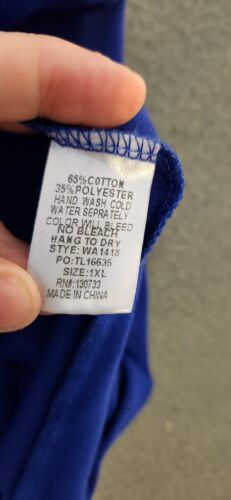 65%COTTON
35%POLYESTER
HAND WASH COLD
WATER SEPRATELY
COLOR WILL BLEED
NO BLEACH
HANG TO DRY
STYE: WA1418
PO:TL16635
SIZE:1XL
RN#:130733
MADE IN CHINA